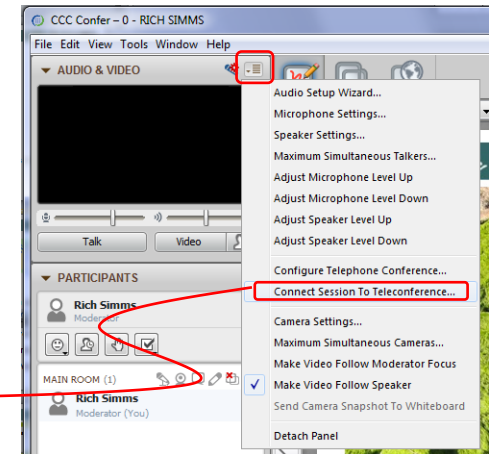 CCC Confer – 0 - RICH SIMMS
File Edit View Tools Window Help
AUDIO & VIDEO
Talk
Video
PARTICIPANTS
Rich Simms
Moderator
MAIN ROOM (1)
Rich Simms
Moderator (You)
Audio Setup Wizard...
Microphone Settings...
Speaker Settings...
Maximum Simultaneous Talkers...
Adjust Microphone Level Up
Adjust Microphone Level Down
Adjust Speaker Level Up
Adjust Speaker Level Down
Configure Telephone Conference...
Connect Session To Teleconference...
Camera Settings...
Maximum Simultaneous Cameras...
Make Video Follow Moderator Focus
Make Video Follow Speaker
Send Camera Snapshot To Whiteboard
Detach Panel